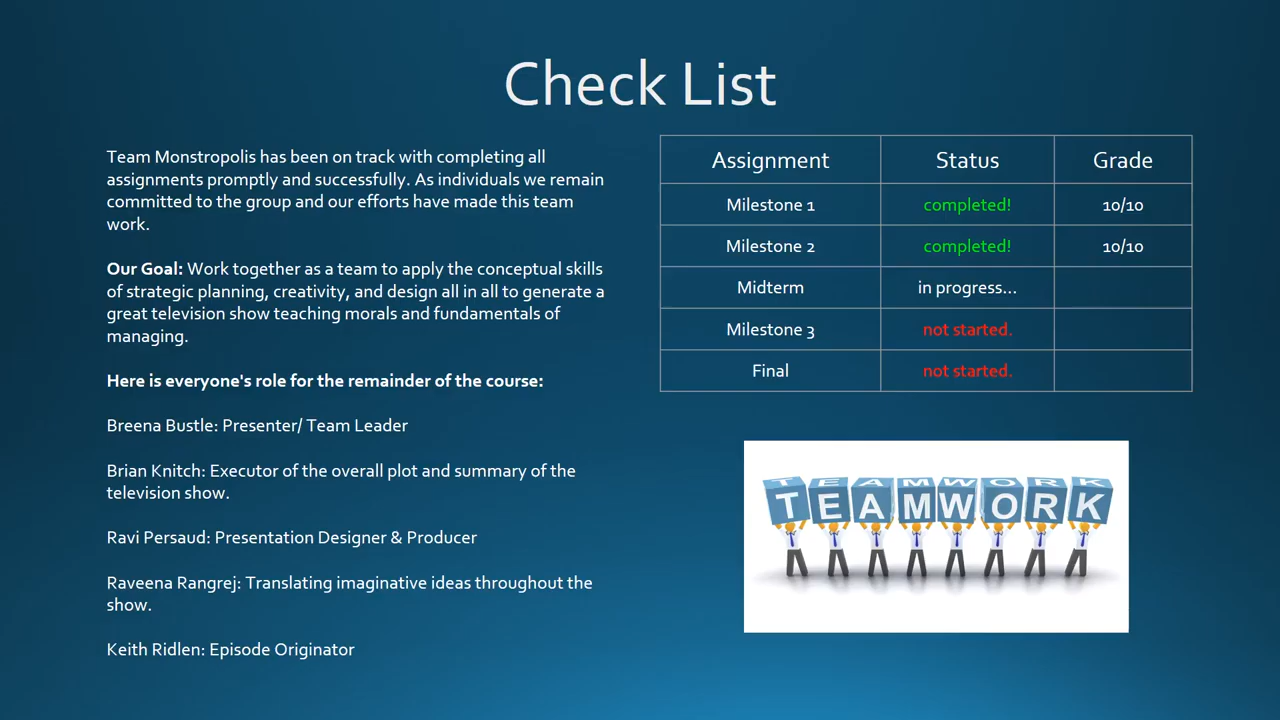 Check List
Team Monstropolis has been on track with completing all
assignments promptly and successfully. As individuals we remain
committed to the group and our efforts have made this team
work.
Our Goal: Work together as a team to apply the conceptual skills
of strategic planning, creativity, and design all in all to generate a
great television show teaching morals and fundamentals of
managing.
Here is everyone's role for the remainder of the course:
Breena Bustle: Presenter/ Team Leader
Brian Knitch: Executor of the overall plot and summary of the
television show.
Ravi Persaud: Presentation Designer & Producer
Raveena Rangrej: Translating imaginative ideas throughout the
show.
Keith Ridlen: Episode Originator
Assignment Status Grade
Milestone 1 completed! 10/10
Milestone 2 completed! 10/10
Midterm in progress...
Milestone 3 not started.
Final not started.
TEAMWORK
TEAMWORK